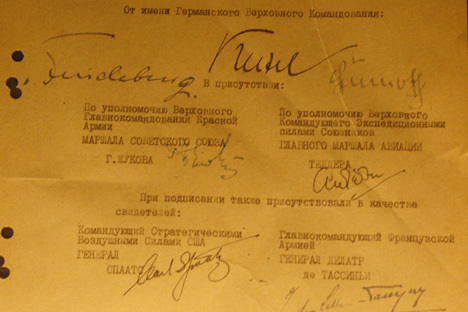 От имени Германского Верховного Командования:
В присутствии:
По уполномочию Верховного
Главнокомандования Красной
Армии
МАРШАЛА СОВЕТСКОГО СОЮЗА
Г.ЖУКОВА
По уполномочию Верховного
Командующего Экспедиционными
силами Союзников
ГЛАВНОГО МАРШАЛА АВИАЦИИ
ТЕДДЕРА
При подписании также присутствовали в качестве
свидетелей:
Командующий Стратегическими
Воздушными Силами США
ГЕНЕРАЛ
СПААТС
Главнокомандующий Французской
Армией
ГЕНЕРАЛ ДЕЛАТР
де ТАССИНЬИ